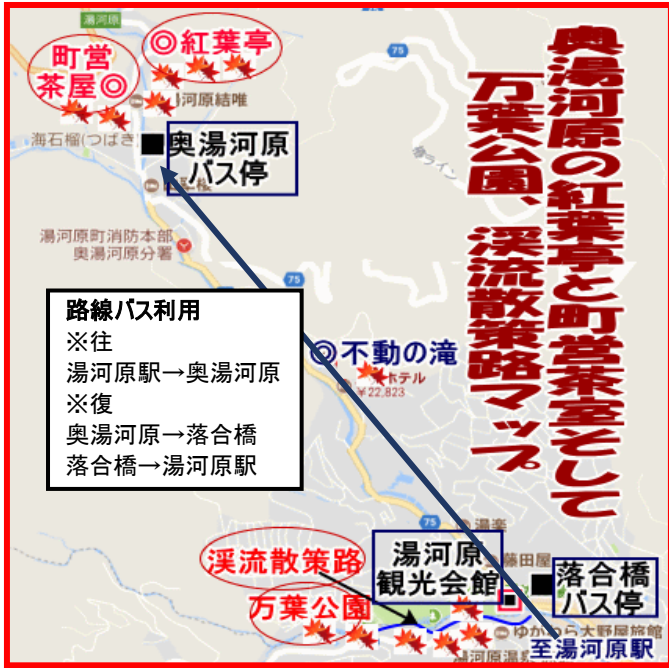 奥湯河原の紅葉亭と町営茶室そして
万葉公園、渓流散策路マップ
湯河原
◎紅葉亭
町営
茶屋◎
湯河原結唯
海石榴(つばき)
奥湯河原
バス停
湯河原町消防本部
奥湯河原分署
75
75
75
路線バス利用
※往
湯河原駅→奥湯河原
※復
奥湯河原→落合橋
落合橋→湯河原駅
◎不動の滝
ホテル
¥22,823
湯楽
藤田屋
湯河原
観光会館
落合橋
バス停
渓流散策路
万葉公園
ゆがわら大野屋旅館
至湯河原駅
湯河原温泉